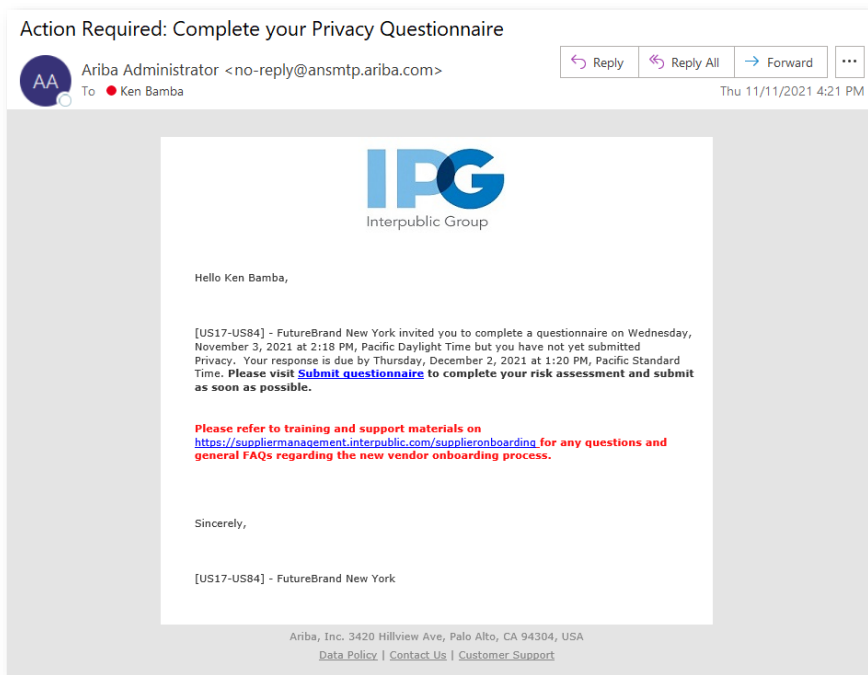 Action Required: Complete your Privacy Questionnaire
AA
Ariba Administrator <no-reply@ansmtp.ariba.com>
To Ken Bamba
Reply
Reply All
Forward
...
Thu 11/11/2021 4:21 PM
IPG
Interpublic Group
Hello Ken Bamba,
[US17-US84] - FutureBrand New York invited you to complete a questionnaire on Wednesday,
November 3, 2021 at 2:18 PM, Pacific Daylight Time but you have not yet submitted
Privacy. Your response is due by Thursday, December 2, 2021 at 1:20 PM, Pacific Standard
Time. Please visit Submit questionnaire to complete your risk assessment and submit
as soon as possible.
Please refer to training and support materials on
https://suppliermanagement.interpublic.com/supplieronboarding for any questions and
general FAQs regarding the new vendor onboarding process.
Sincerely,
[US17-US84] - FutureBrand New York
Ariba, Inc. 3420 Hillview Ave, Palo Alto, CA 94304, USA
Data Policy | Contact Us | Customer Support